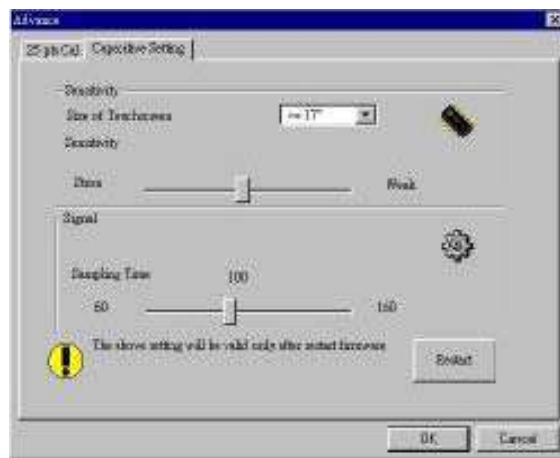 Advance
25 pts Cal Capacitive Setting
Sensitivity
Size of Touchscreen >= 17"
Sensitivity
Weak
Signal
Sampling Time 100
60 160
The above setting will be valid only after restart firmware
Restart
OK Cancel